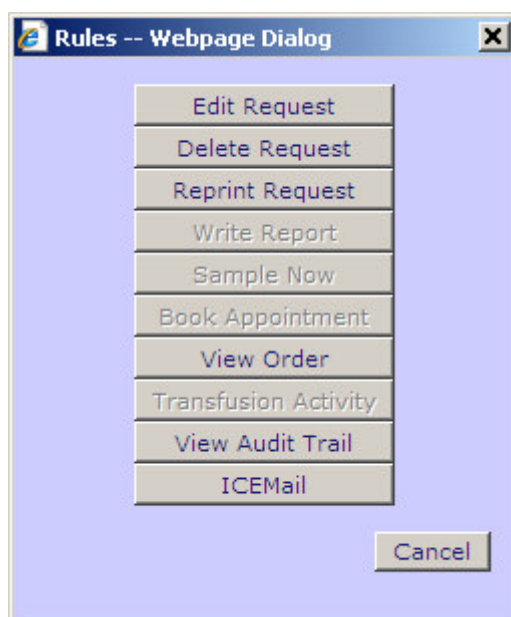 Rules -- Webpage Dialog
Edit Request
Delete Request
Reprint Request
Write Report
Sample Now
Book Appointment
View Order
Transfusion Activity
View Audit Trail
ICEMail
Cancel